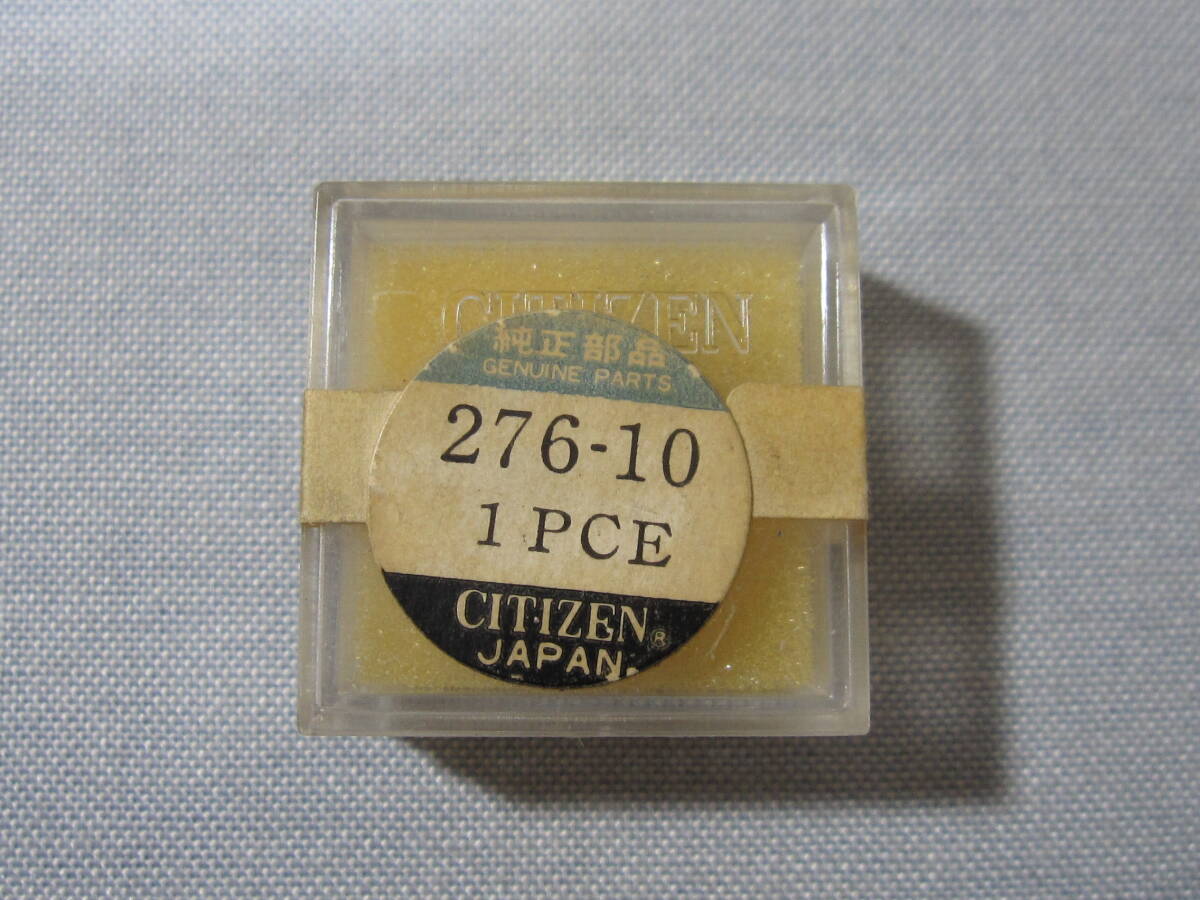 CITIZEN
純正部品
GENUINE PARTS
276-10
1 PCE
CITIZEN®
JAPAN